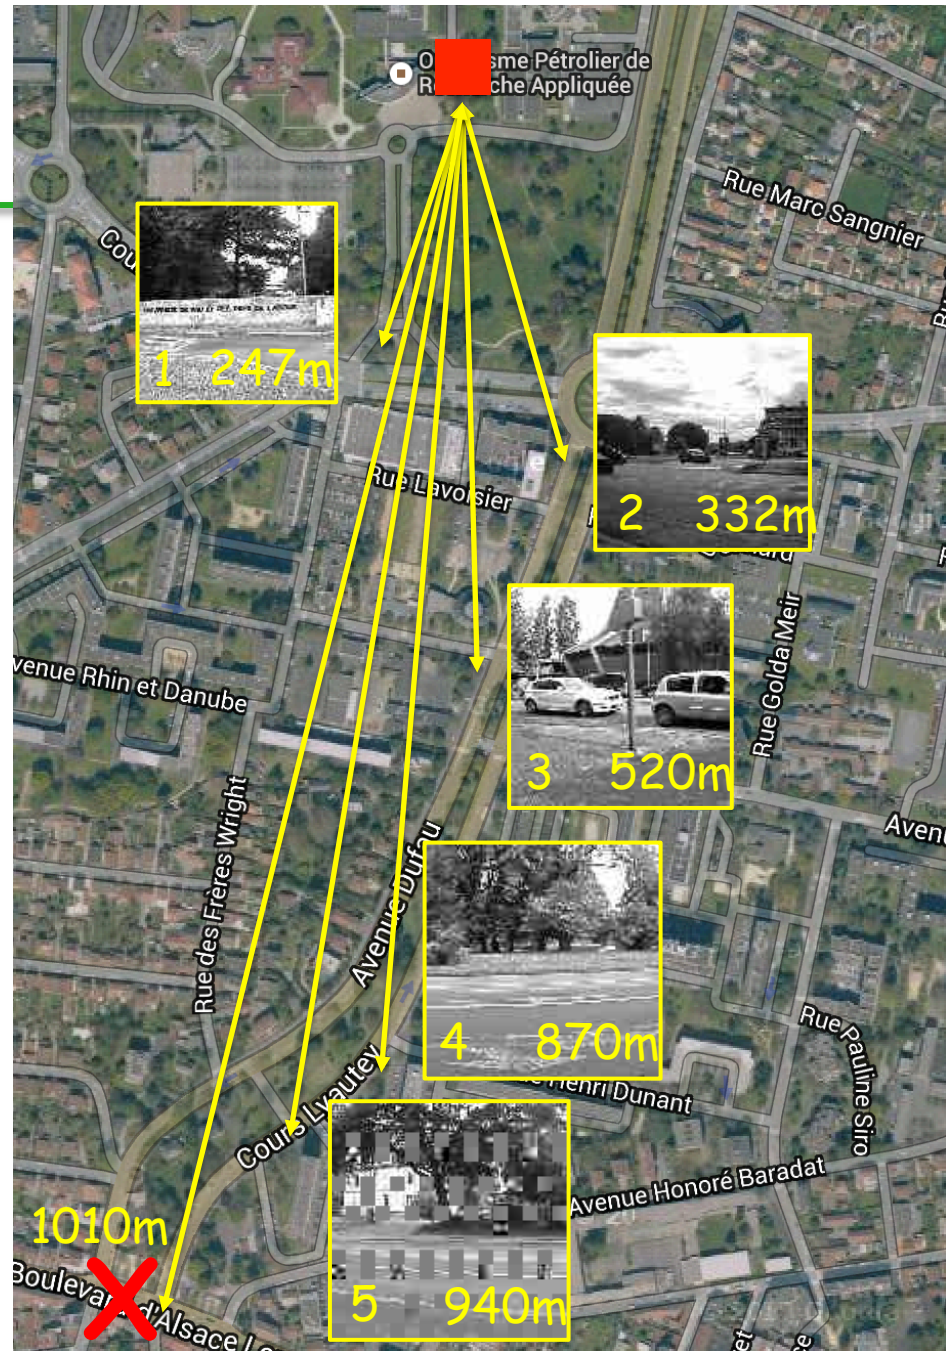 O sme Pétrolier de
Re che Appliquée
Rue Marc Sangnier
Cou
1 247m
2 332m
Rue Lavoisier
Rue Golda Meir
venue Rhin et Danube
3 520m
Aven
Rue des Frères Wright
Avenue Dufau
4 870m
Rue Pauline Siro
Henri Dunant
Cours Lyautey
Avenue Honoré Baradat
1010m
Boulevard d'Alsace Lo
5 940m